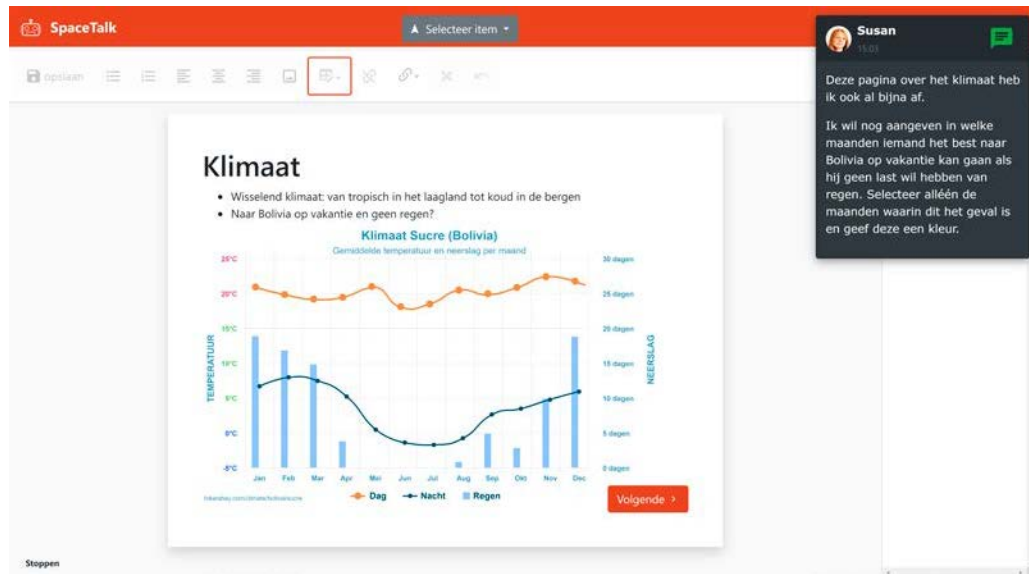 SpaceTalk
Selecteer item
Susan
15.03
opslaan
Deze pagina over het klimaat heb
ik ook al bijna af.
Ik wil nog aangeven in welke
maanden iemand het best naar
Bolivia op vakantie kan gaan als
hij geen last wil hebben van
regen. Selecteer alléén de
maanden waarin dit het geval is
en geef deze een kleur.
Klimaat
Wisselend klimaat: van tropisch in het laagland tot koud in de bergen
Naar Bolivia op vakantie en geen regen?
Klimaat Sucre (Bolivia)
Gemiddelde temperatuur en neerslag per maand
25°C
20°C
15°C
10°C
5°C
0°C
-5°C
TEMPERATUUR
30 dagen
25 dagen
20 dagen
15 dagen
10 dagen
5 dagen
0 dagen
NEERSLAG
Jan Feb Mar Apr Mei Jun Jul Aug Sep Okt Nov Dec
Dag Nacht Regen
Volgende
Stoppen